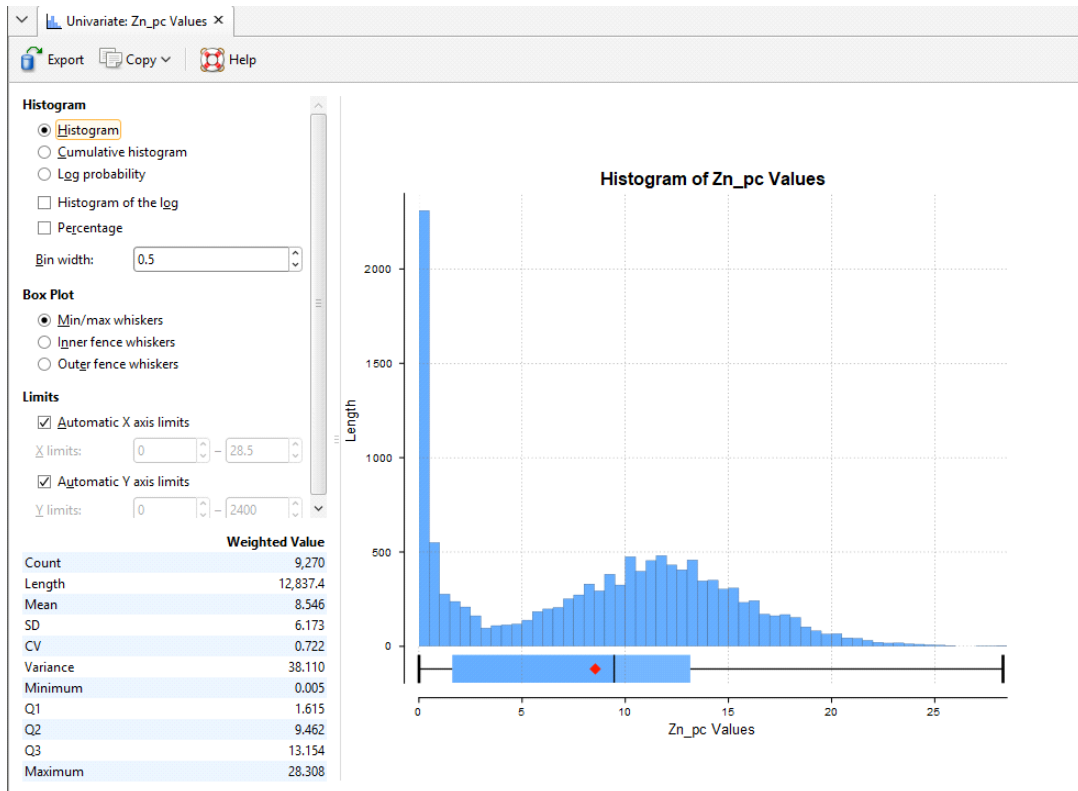 Univariate: Zn_pc Values ×
Export Copy Help
Histogram
Histogram
Cumulative histogram
Log probability
Histogram of the log
Percentage
Bin width: 0.5
Box Plot
Min/max whiskers
Inner fence whiskers
Outer fence whiskers
Limits
Automatic X axis limits
X limits: 0 – 28.5
Automatic Y axis limits
Y limits: 0 – 2400
Weighted Value
Count 9,270
Length 12,837.4
Mean 8.546
SD 6.173
CV 0.722
Variance 38.110
Minimum 0.005
Q1 1.615
Q2 9.462
Q3 13.154
Maximum 28.308
Histogram of Zn_pc Values
Length
2000
1500
1000
500
0
0 5 10 15 20 25
Zn_pc Values